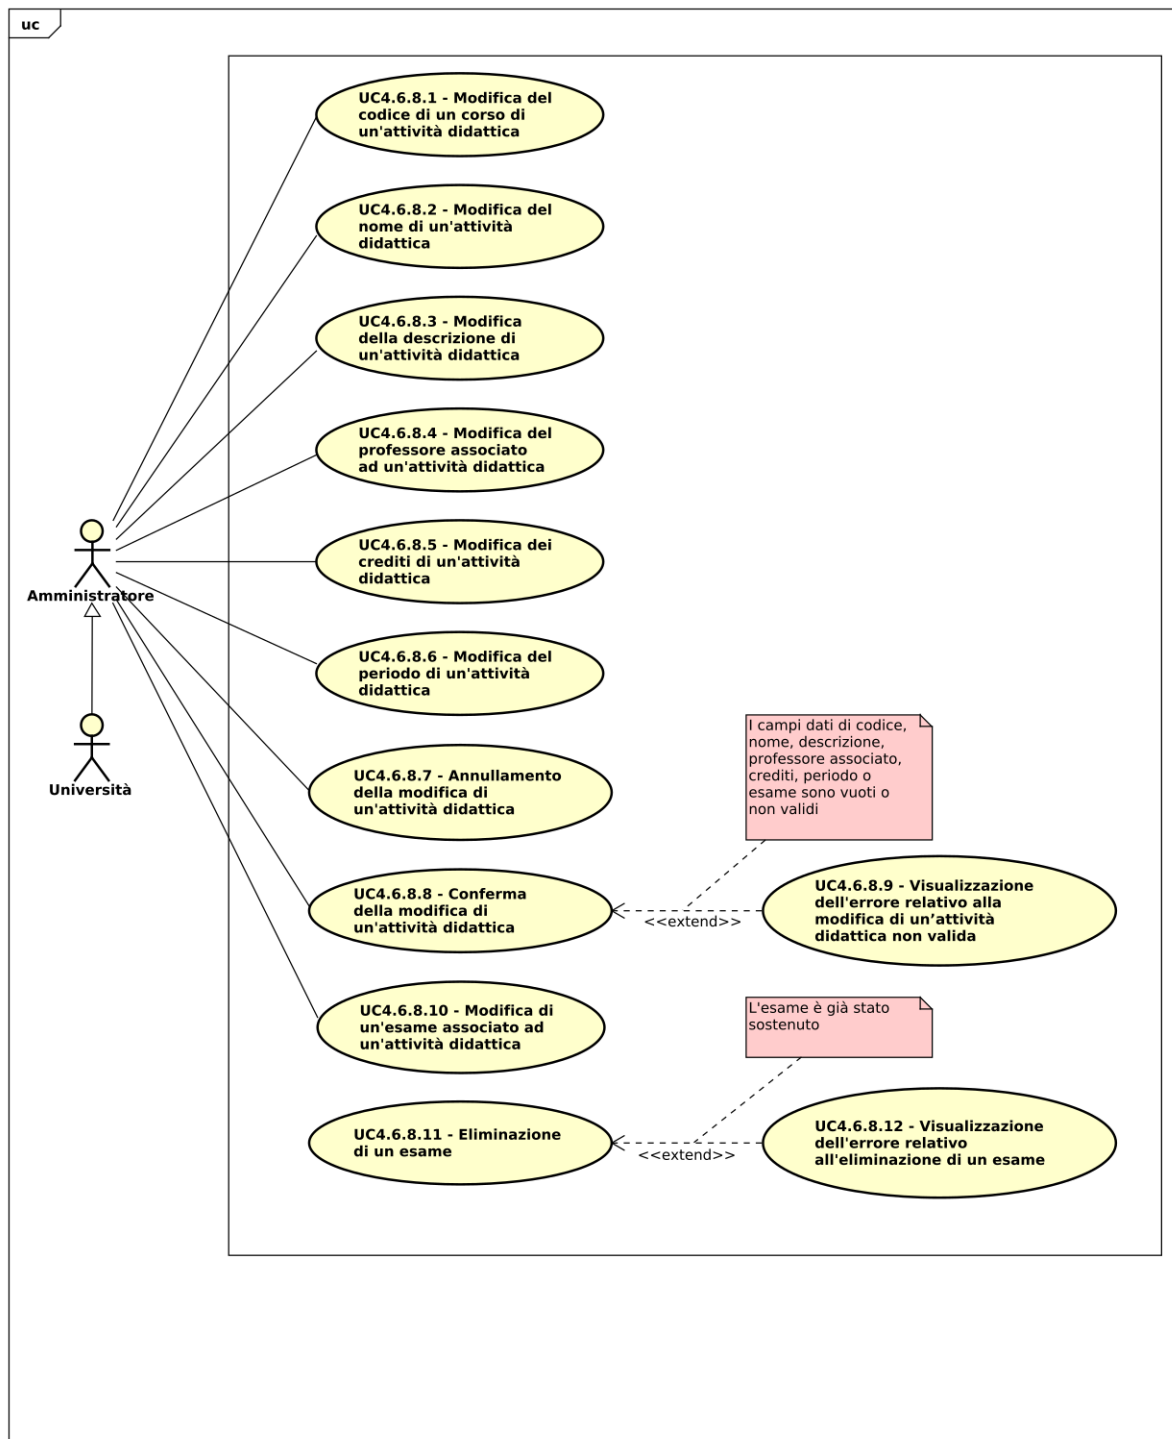 uc
UC4.6.8.1 - Modifica del
codice di un corso di
un'attività didattica
UC4.6.8.2 - Modifica del
nome di un'attività
didattica
UC4.6.8.3 - Modifica
della descrizione di
un'attività didattica
UC4.6.8.4 - Modifica del
professore associato
ad un'attività didattica
UC4.6.8.5 - Modifica dei
crediti di un'attività
didattica
Amministratore
UC4.6.8.6 - Modifica del
periodo di un'attività
didattica
Università
I campi dati di codice,
nome, descrizione,
professore associato,
crediti, periodo o
esame sono vuoti o
non validi
UC4.6.8.7 - Annullamento
della modifica di
un'attività didattica
UC4.6.8.8 - Conferma
della modifica di
un'attività didattica
<<extend>>
UC4.6.8.9 - Visualizzazione
dell'errore relativo alla
modifica di un’attività
didattica non valida
UC4.6.8.10 - Modifica di
un'esame associato ad
un'attività didattica
L'esame è già stato
sostenuto
UC4.6.8.11 - Eliminazione
di un esame
<<extend>>
UC4.6.8.12 - Visualizzazione
dell'errore relativo
all'eliminazione di un esame